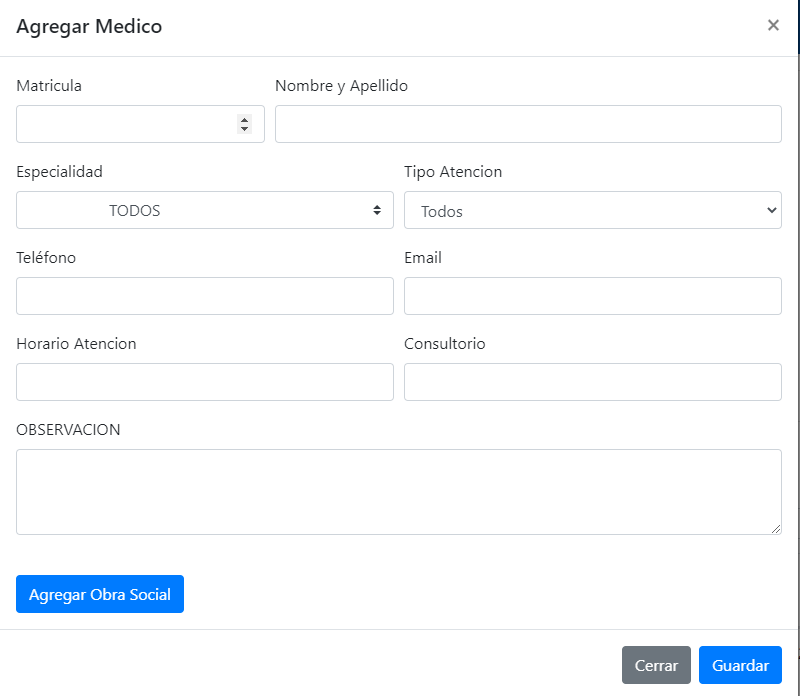 Agregar Medico ×
Matricula Nombre y Apellido
Especialidad Tipo Atencion
TODOS Todos
Teléfono Email
Horario Atencion Consultorio
OBSERVACION
Agregar Obra Social
Cerrar Guardar